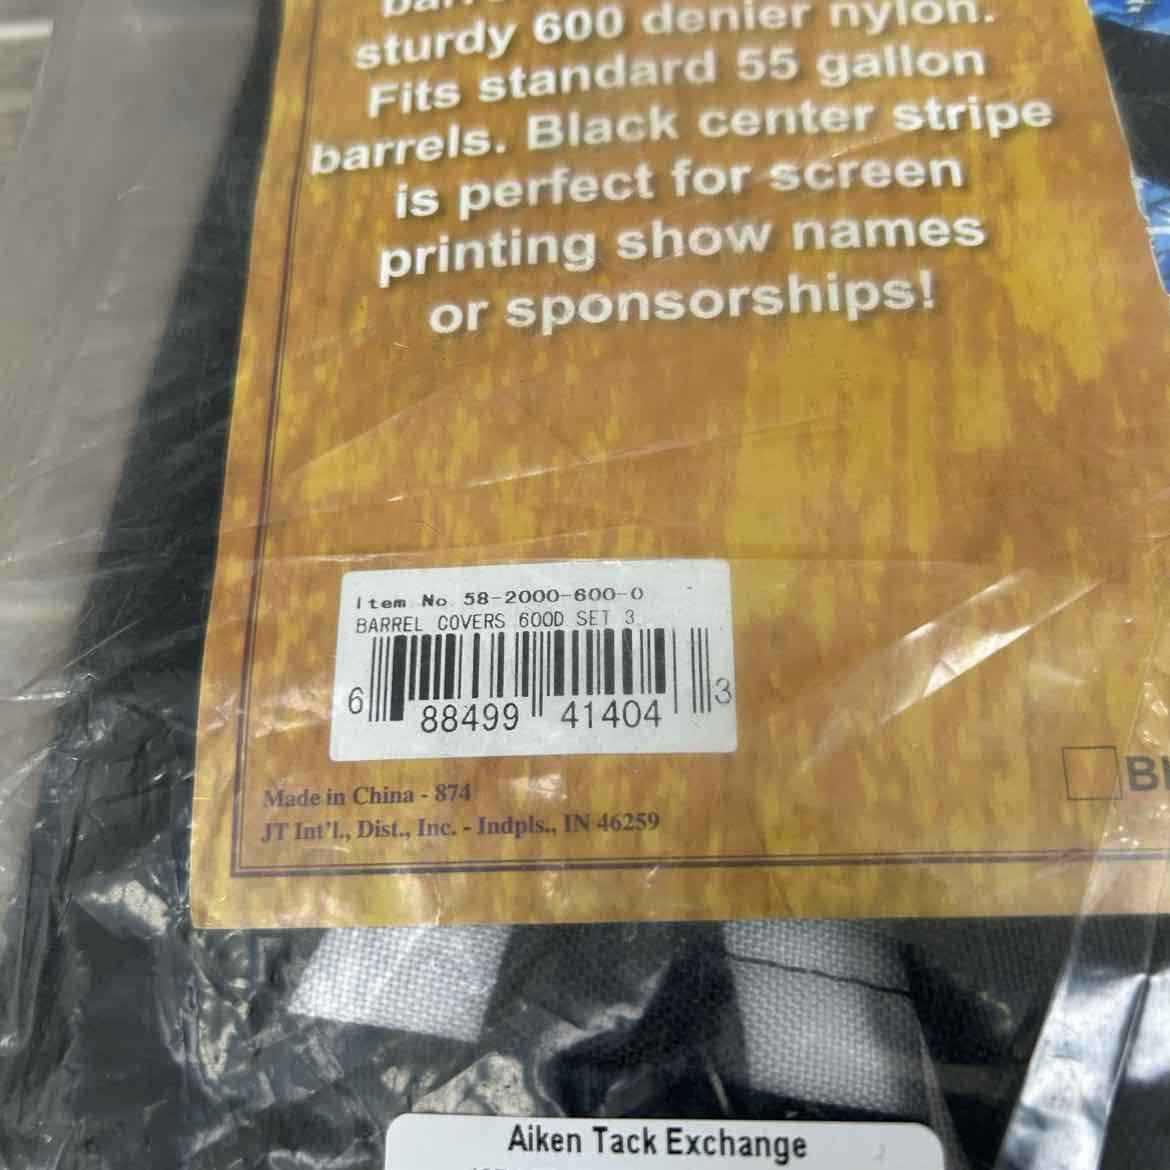 sturdy 600 denier nylon.
Fits standard 55 gallon
barrels. Black center stripe
is perfect for screen
printing show names
or sponsorships!
Item No. 58-2000-600-0
BARREL COVERS 600D SET 3
6 88499 41404 3
Made in China - 874
JT Int'l., Dist., Inc. - Indpls., IN 46259
Aiken Tack Exchange